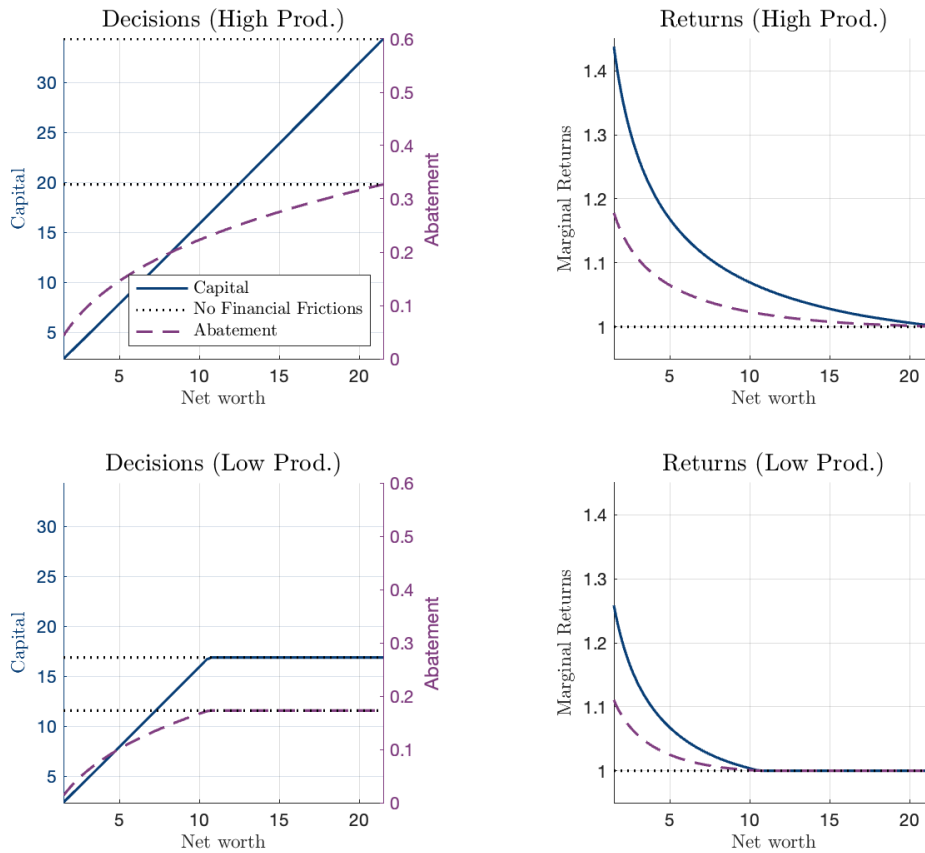 Decisions (High Prod.)
Capital
30
25
20
15
10
5
0.6
0.5
0.4
0.3
0.2
0.1
0
Abatement
Capital
No Financial Frictions
Abatement
5 10 15 20
Net worth
Returns (High Prod.)
Marginal Returns
1.4
1.3
1.2
1.1
1
5 10 15 20
Net worth
Decisions (Low Prod.)
Capital
30
25
20
15
10
5
0.6
0.5
0.4
0.3
0.2
0.1
0
Abatement
5 10 15 20
Net worth
Returns (Low Prod.)
Marginal Returns
1.4
1.3
1.2
1.1
1
5 10 15 20
Net worth